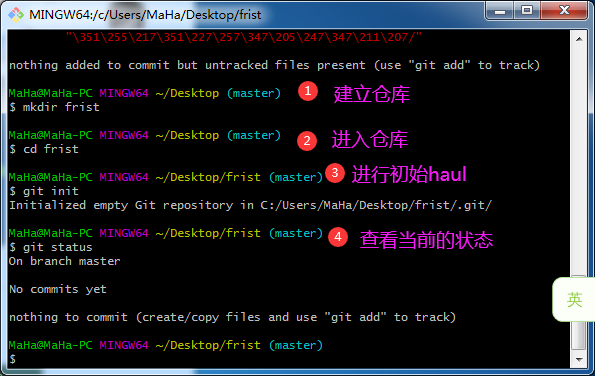 MINGW64:/c/Users/MaHa/Desktop/frist
"\351\255\217\351\227\257\347\205\247\347\211\207/"
nothing added to commit but untracked files present (use "git add" to track)
MaHa@MaHa-PC MINGW64 ~/Desktop (master) 1 建立仓库
$ mkdir frist
MaHa@MaHa-PC MINGW64 ~/Desktop (master) 2 进入仓库
$ cd frist
MaHa@MaHa-PC MINGW64 ~/Desktop/frist (master) 3 进行初始haul
$ git init
Initialized empty Git repository in C:/Users/MaHa/Desktop/frist/.git/
MaHa@MaHa-PC MINGW64 ~/Desktop/frist (master) 4 查看当前的状态
$ git status
On branch master
No commits yet
nothing to commit (create/copy files and use "git add" to track)
MaHa@MaHa-PC MINGW64 ~/Desktop/frist (master)
$
英